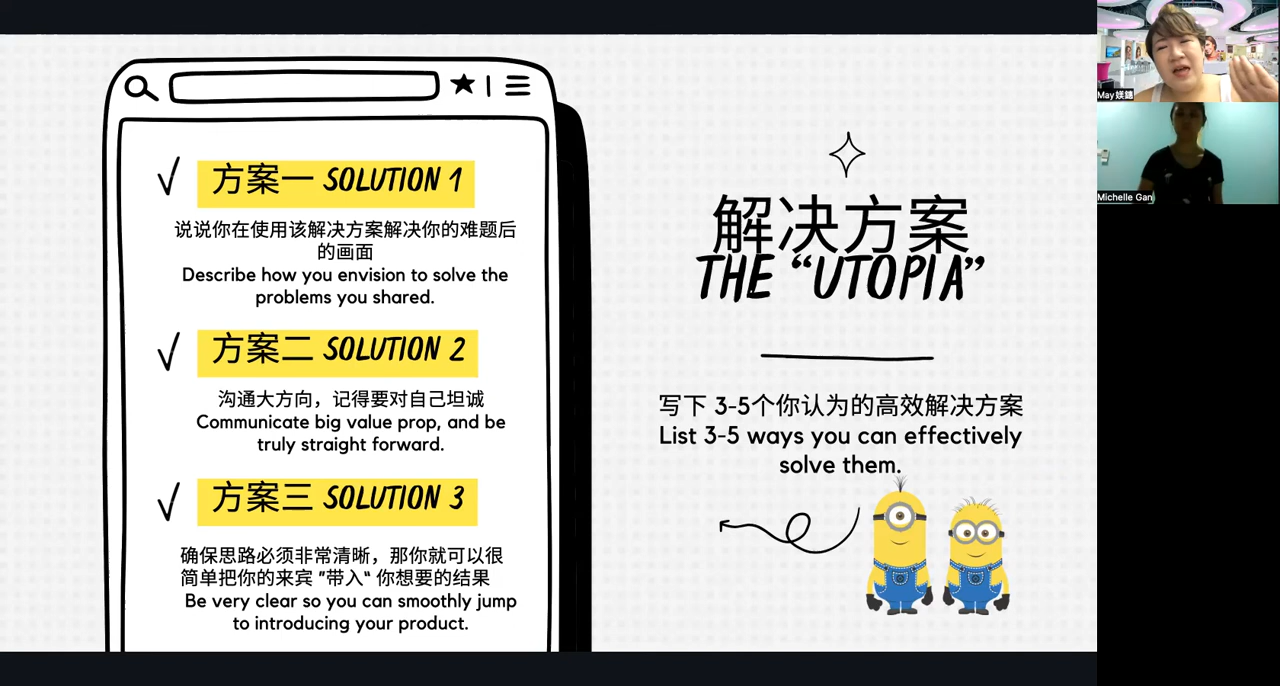 方案一 SOLUTION 1
说说你在使用该解决方案解决你的难题后
的画面
Describe how you envision to solve the
problems you shared.
方案二 SOLUTION 2
沟通大方向，记得要对自己坦诚
Communicate big value prop, and be
truly straight forward.
方案三 SOLUTION 3
确保思路必须非常清晰，那你就可以很
简单把你的来宾 "带入“ 你想要的结果
Be very clear so you can smoothly jump
to introducing your product.
解决方案
THE “UTOPIA”
写下 3-5个你认为的高效解决方案
List 3-5 ways you can effectively
solve them.
May 媄鏸
Michelle Gan